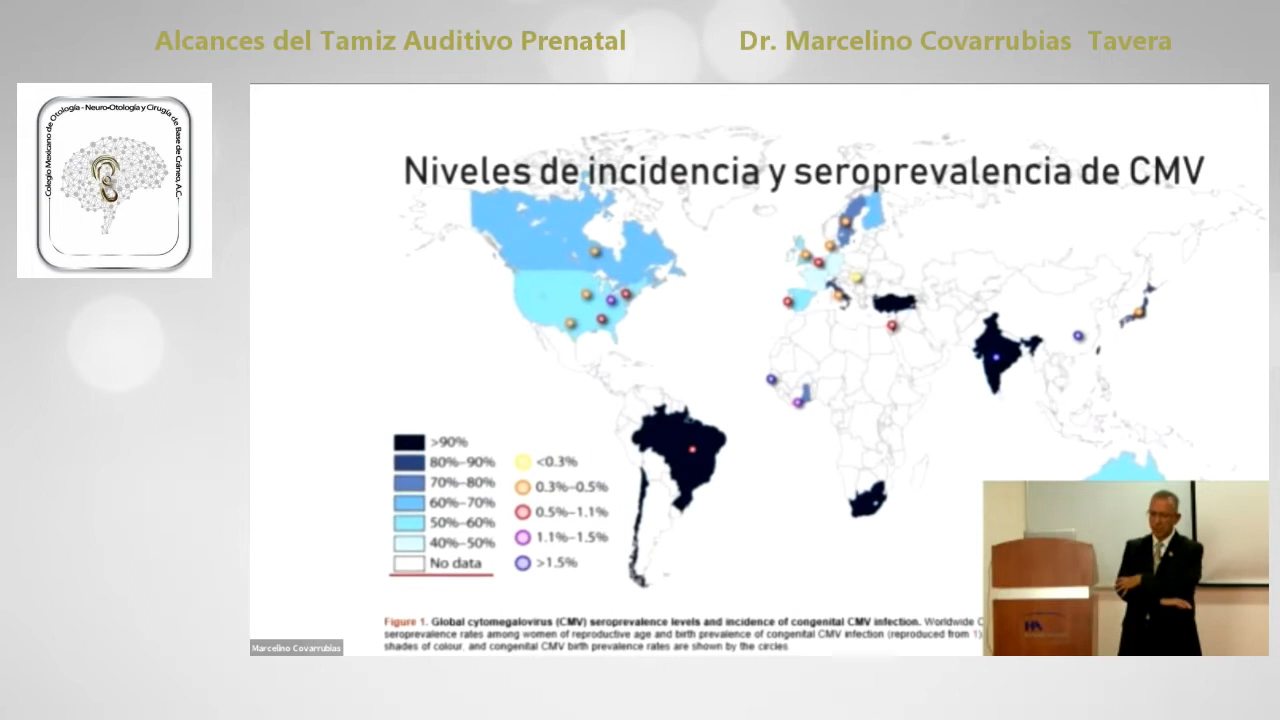 Alcances del Tamiz Auditivo Prenatal
Dr. Marcelino Covarrubias Tavera
Colegio Mexicano de Otología - Neuro-Otología y Cirugía de Base de Cráneo, A.C.
Niveles de incidencia y seroprevalencia de CMV
>90%
80%–90%
70%–80%
60%–70%
50%–60%
40%–50%
No data
<0.3%
0.3%–0.5%
0.5%–1.1%
1.1%–1.5%
>1.5%
Figure 1. Global cytomegalovirus (CMV) seroprevalence levels and incidence of congenital CMV infection. Worldwide C
seroprevalence rates among women of reproductive age and birth prevalence of congenital CMV infection (reproduced from 1)
shades of colour, and congenital CMV birth prevalence rates are shown by the circles
Marcelino Covarrubias